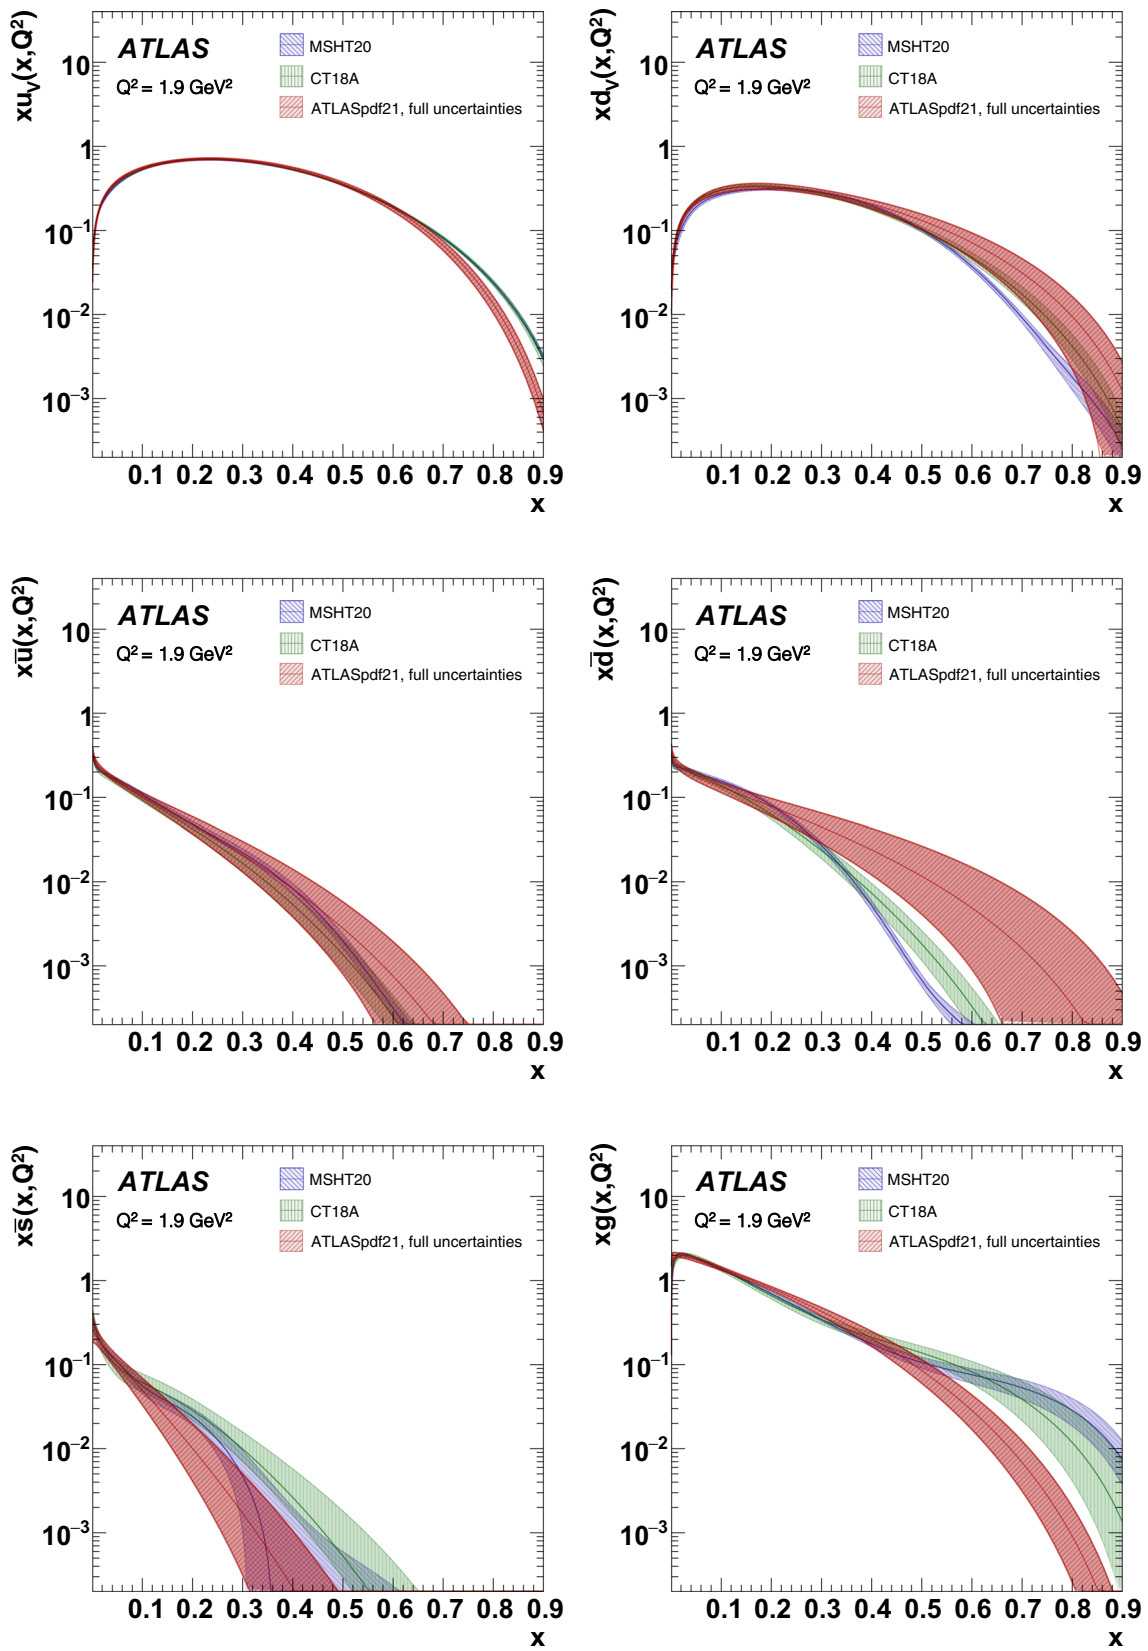 xu_V(x,Q²)
ATLAS
Q² = 1.9 GeV²
MSHT20
CT18A
ATLASpdf21, full uncertainties
10
1
10⁻¹
10⁻²
10⁻³
0.1 0.2 0.3 0.4 0.5 0.6 0.7 0.8 0.9
x
xd_V(x,Q²)
ATLAS
Q² = 1.9 GeV²
MSHT20
CT18A
ATLASpdf21, full uncertainties
10
1
10⁻¹
10⁻²
10⁻³
0.1 0.2 0.3 0.4 0.5 0.6 0.7 0.8 0.9
x
xu̅(x,Q²)
ATLAS
Q² = 1.9 GeV²
MSHT20
CT18A
ATLASpdf21, full uncertainties
10
1
10⁻¹
10⁻²
10⁻³
0.1 0.2 0.3 0.4 0.5 0.6 0.7 0.8 0.9
x
xd̅(x,Q²)
ATLAS
Q² = 1.9 GeV²
MSHT20
CT18A
ATLASpdf21, full uncertainties
10
1
10⁻¹
10⁻²
10⁻³
0.1 0.2 0.3 0.4 0.5 0.6 0.7 0.8 0.9
x
xs̅(x,Q²)
ATLAS
Q² = 1.9 GeV²
MSHT20
CT18A
ATLASpdf21, full uncertainties
10
1
10⁻¹
10⁻²
10⁻³
0.1 0.2 0.3 0.4 0.5 0.6 0.7 0.8 0.9
x
xg(x,Q²)
ATLAS
Q² = 1.9 GeV²
MSHT20
CT18A
ATLASpdf21, full uncertainties
10
1
10⁻¹
10⁻²
10⁻³
0.1 0.2 0.3 0.4 0.5 0.6 0.7 0.8 0.9
x